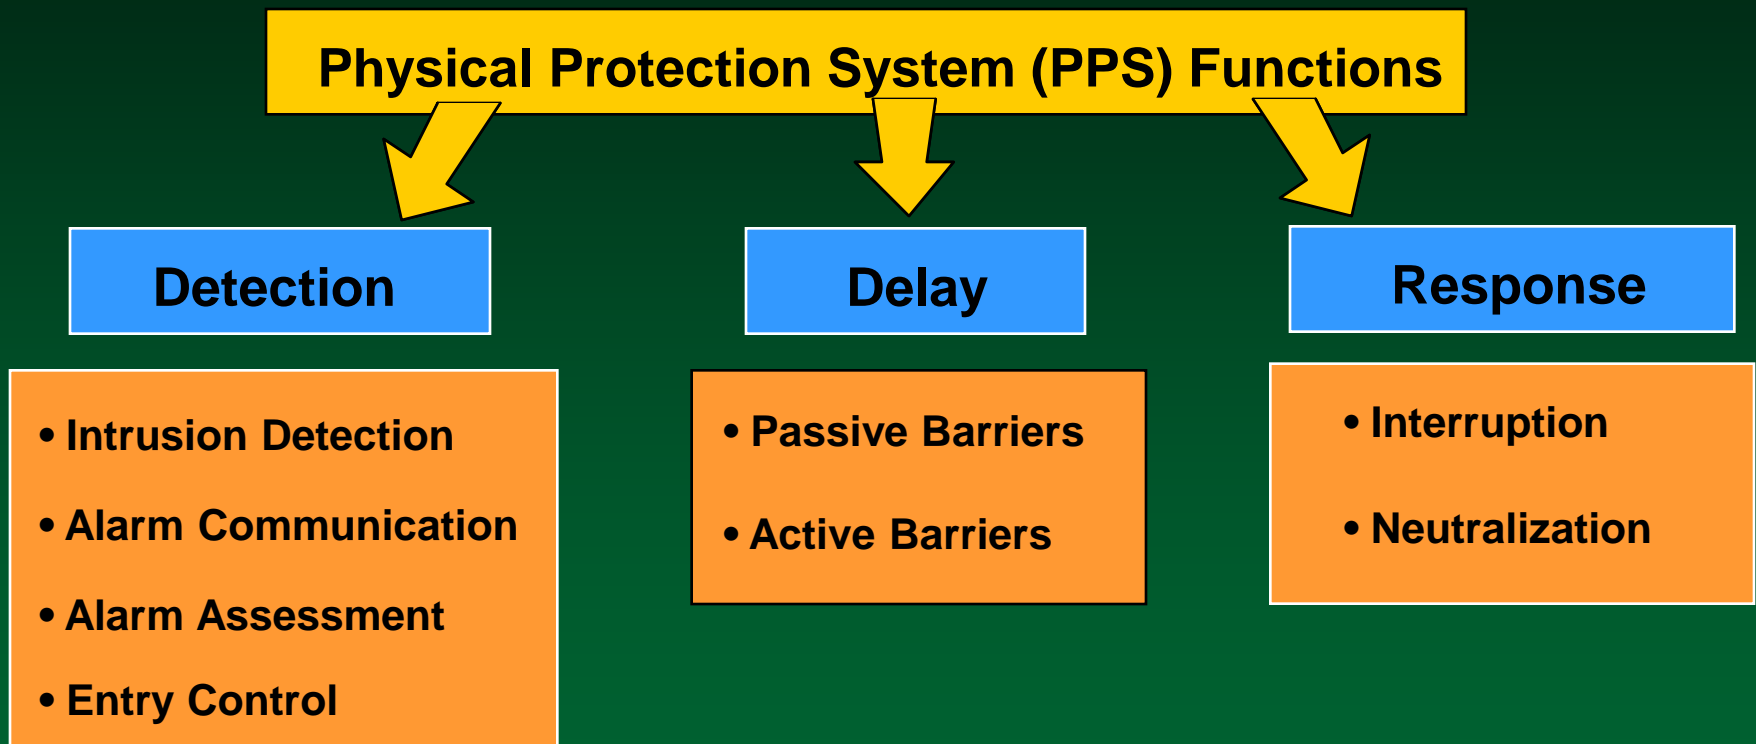 Physical Protection System (PPS) Functions
Detection
• Intrusion Detection
• Alarm Communication
• Alarm Assessment
• Entry Control
Delay
• Passive Barriers
• Active Barriers
Response
• Interruption
• Neutralization